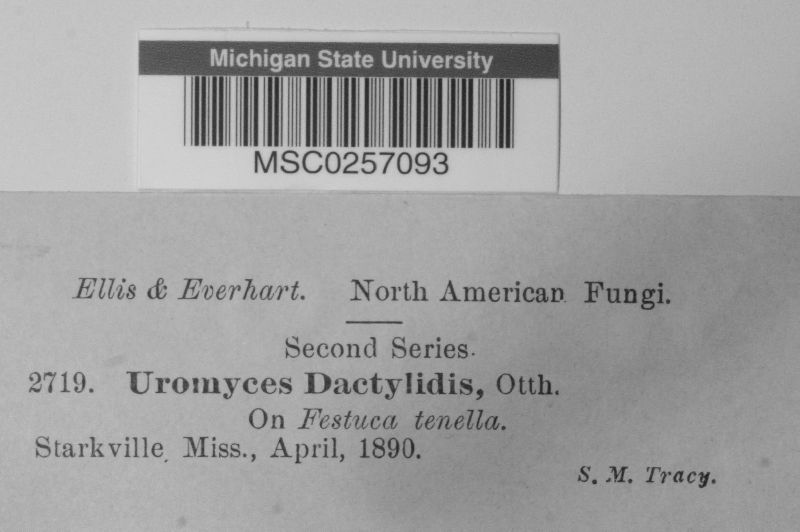 Michigan State University
MSC0257093
Ellis & Everhart. North American Fungi.
Second Series.
2719. Uromyces Dactylidis, Otth.
On Festuca tenella.
Starkville, Miss., April, 1890.
S. M. Tracy.